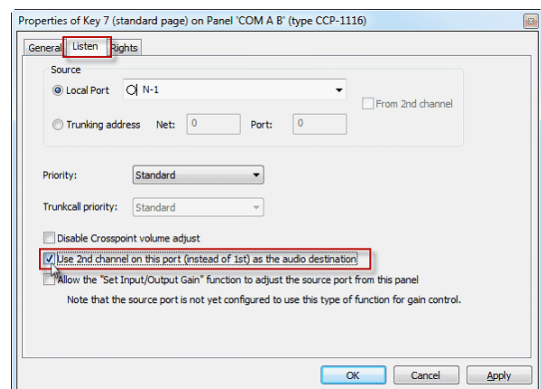 Properties of Key 7 (standard page) on Panel 'COM A B' (type CCP-1116)
General Listen Rights
Source
Local Port N-1
From 2nd channel
Trunking address Net: 0 Port: 0
Priority: Standard
Trunkcall priority: Standard
Disable Crosspoint volume adjust
Use 2nd channel on this port (instead of 1st) as the audio destination
Allow the "Set Input/Output Gain" function to adjust the source port from this panel
Note that the source port is not yet configured to use this type of function for gain control.
OK Cancel Apply